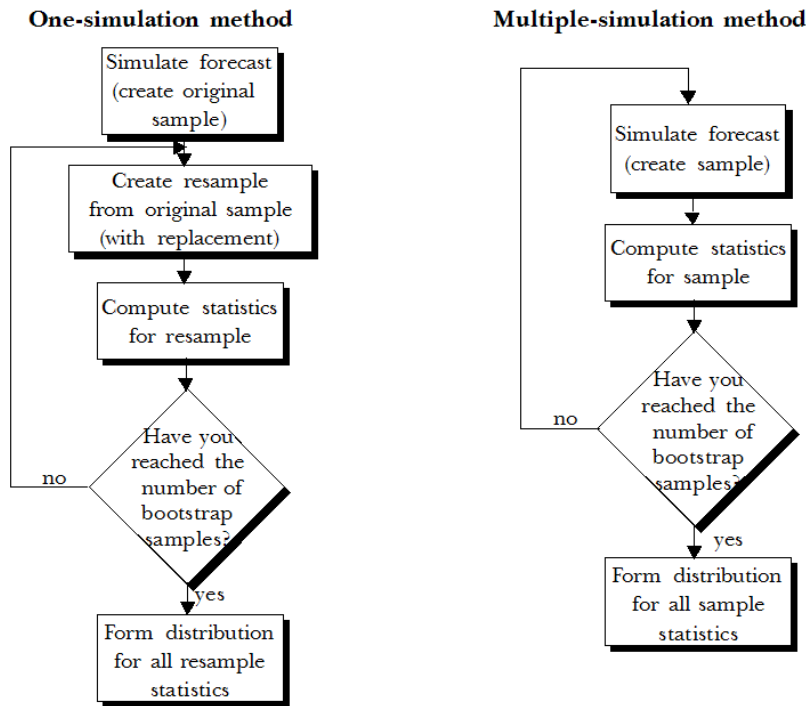 One-simulation method
Simulate forecast
(create original
sample)
Create resample
from original sample
(with replacement)
Compute statistics
for resample
Have you
reached the
number of
bootstrap
samples?
no
yes
Form distribution
for all resample
statistics
Multiple-simulation method
Simulate forecast
(create sample)
Compute statistics
for sample
Have you
reached the
number of
bootstrap
samples?
no
yes
Form distribution
for all sample
statistics